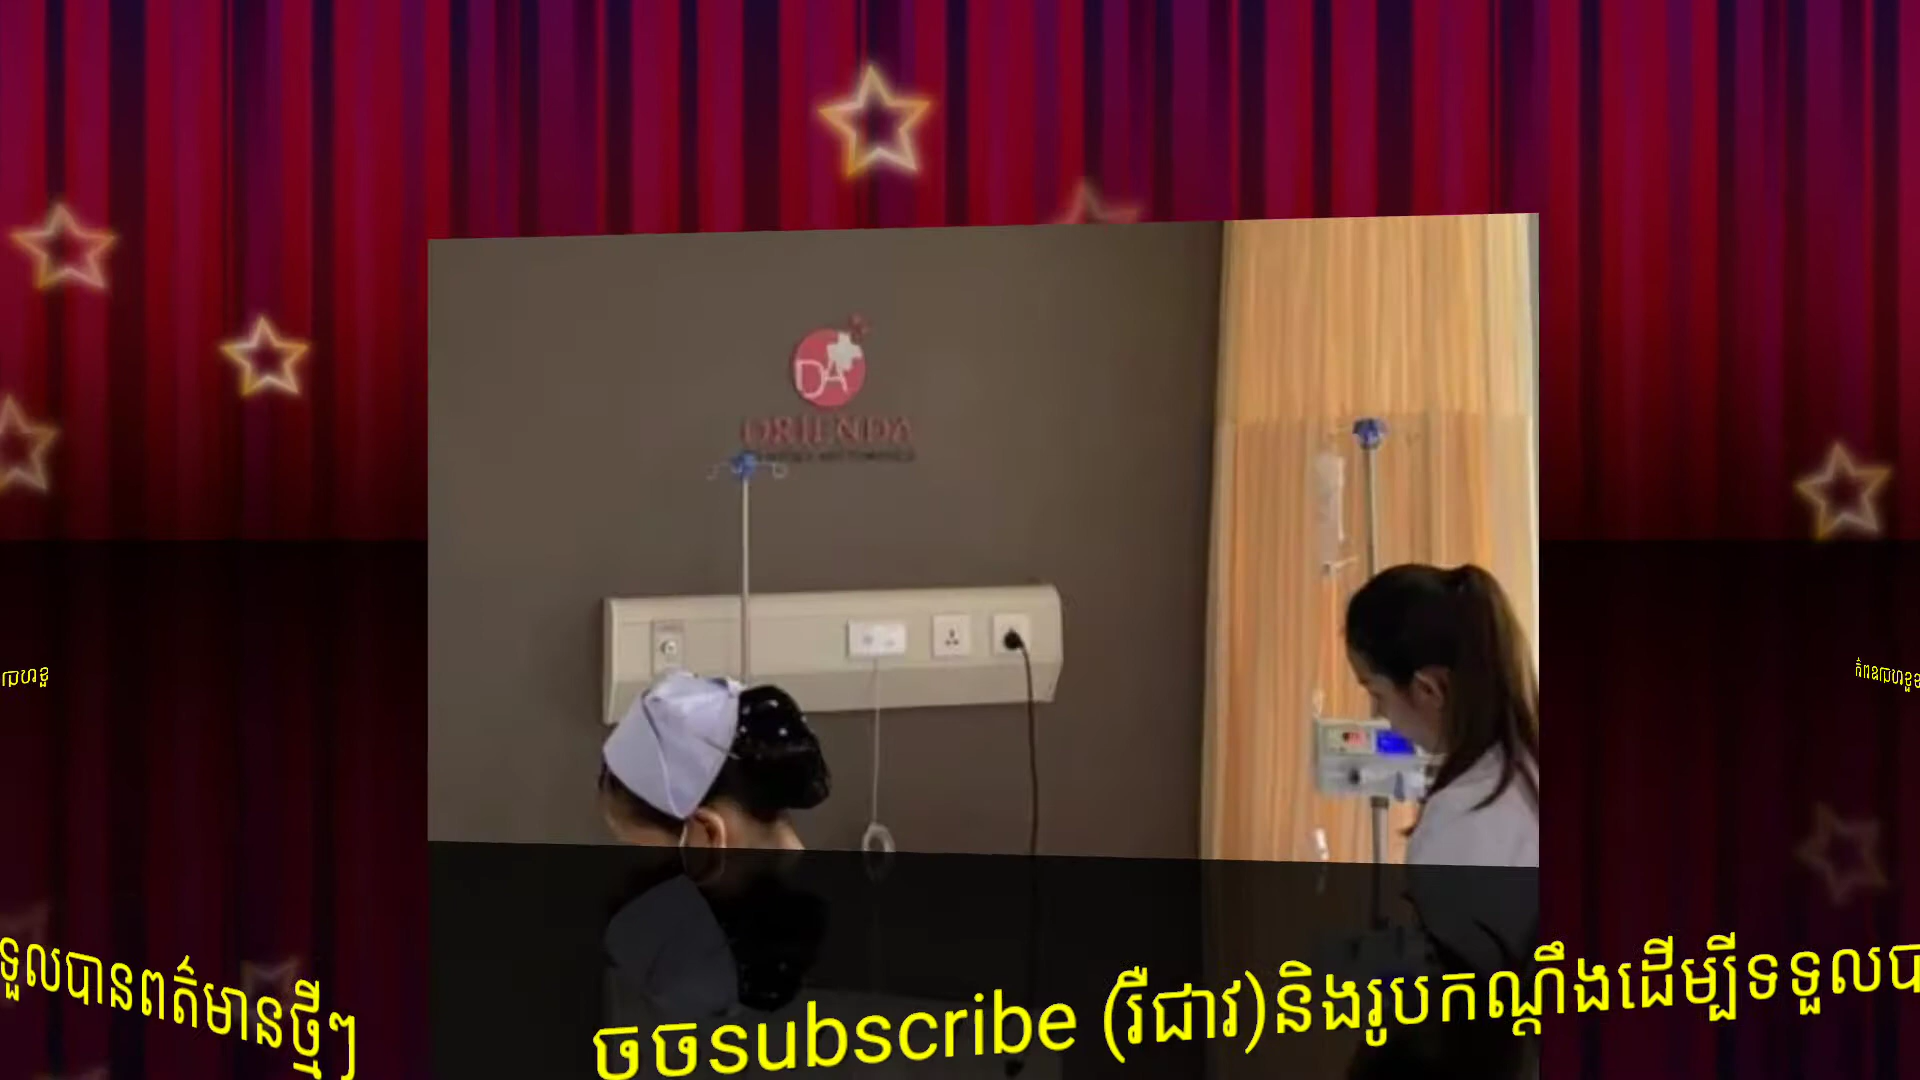 DA
ORIENDA
ទួលបានពត៌មានថ្មីៗ
ចចsubscribe (រឺជាវ)និងរូបកណ្ដឹងដើម្បីទទួលបា